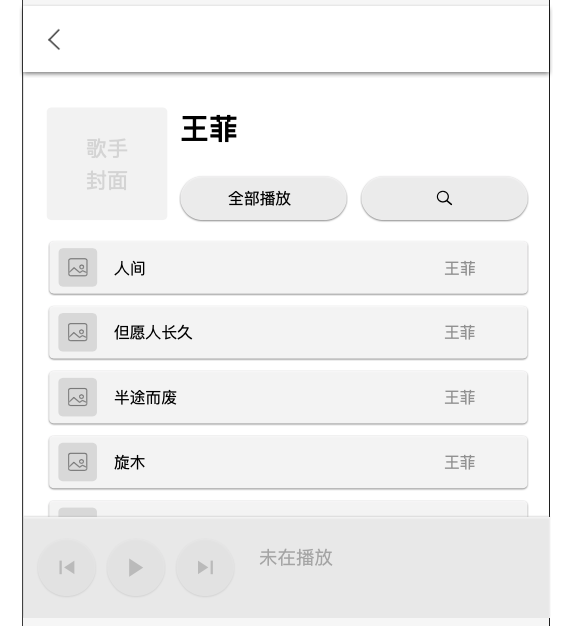 歌手
封面
王菲
全部播放
人间 王菲
但愿人长久 王菲
半途而废 王菲
旋木 王菲
未在播放